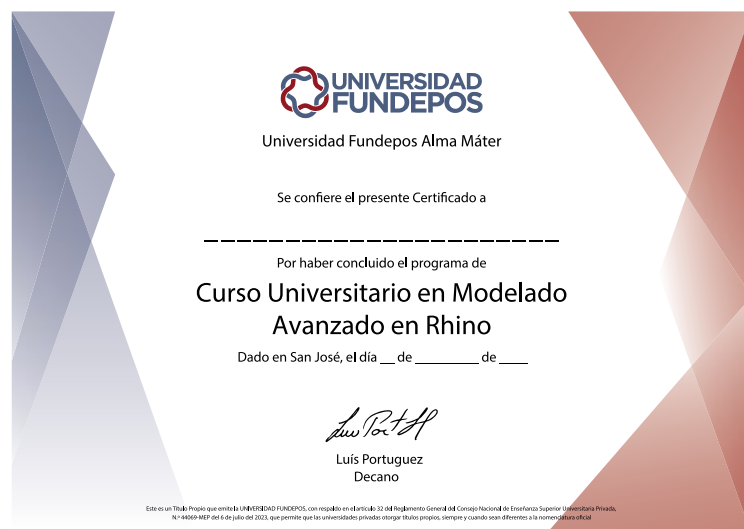 UNIVERSIDAD
FUNDEPOS
Universidad Fundepos Alma Máter
Se confiere el presente Certificado a
_______________________
Por haber concluido el programa de
Curso Universitario en Modelado
Avanzado en Rhino
Dado en San José, el día __ de _________ de ____
Luís Portuguez
Decano
Este es un Título Propio que emite la UNIVERSIDAD FUNDEPOS, con respaldo en el artículo 32 del Reglamento General del Consejo Nacional de Enseñanza Superior Universitaria Privada,
N.º 44069-MEP del 6 de julio del 2023, que permite que las universidades privadas otorgar títulos propios, siempre y cuando sean diferentes a la nomenclatura oficial